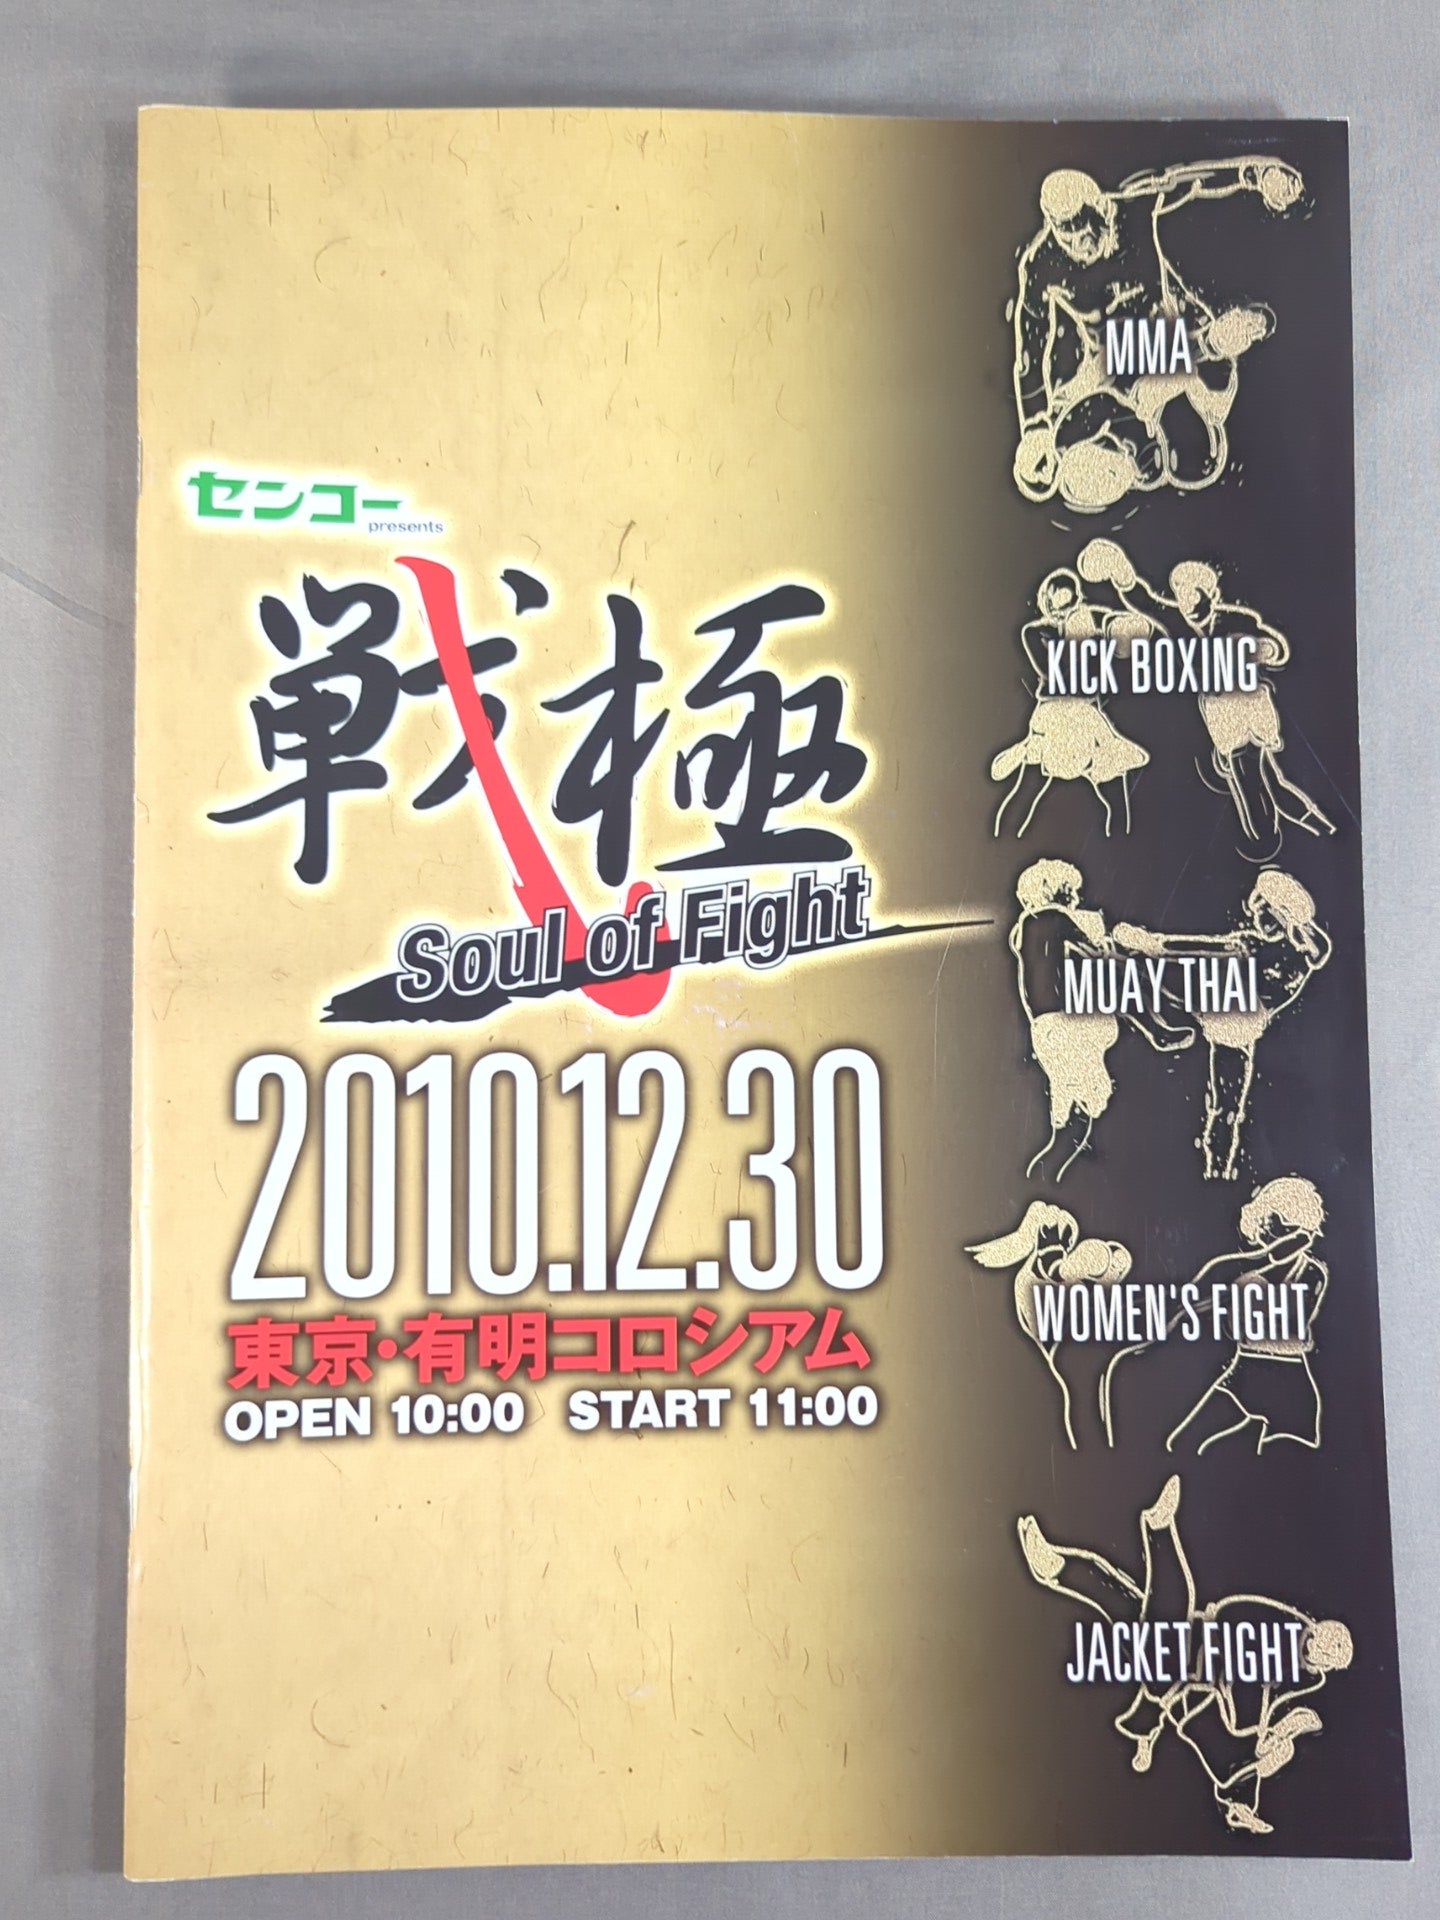 センコー
presents
戦極
Soul of Fight
2010.12.30
東京・有明コロシアム
OPEN 10:00 START 11:00
MMA
KICK BOXING
MUAY THAI
WOMEN'S FIGHT
JACKET FIGHT